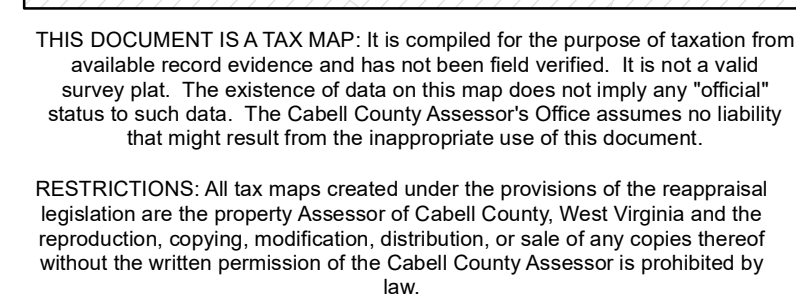 THIS DOCUMENT IS A TAX MAP: It is compiled for the purpose of taxation from
available record evidence and has not been field verified.  It is not a valid
survey plat.  The existence of data on this map does not imply any "official"
status to such data.  The Cabell County Assessor's Office assumes no liability
that might result from the inappropriate use of this document.
RESTRICTIONS: All tax maps created under the provisions of the reappraisal
legislation are the property Assessor of Cabell County, West Virginia and the
reproduction, copying, modification, distribution, or sale of any copies thereof
without the written permission of the Cabell County Assessor is prohibited by
law.